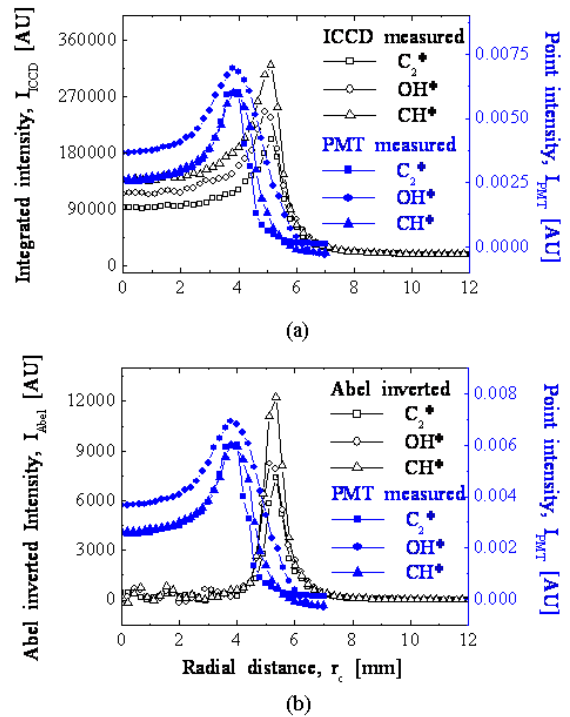 Integrated intensity, I_ICCD [AU]
360000
270000
180000
90000
0
ICCD measured
C₂*
OH*
CH*
PMT measured
C₂*
OH*
CH*
0.0075
0.0050
0.0025
0.0000
Point intensity, I_PMT [AU]
0 2 4 6 8 10 12
(a)
Abel inverted Intensity, I_Abel [AU]
12000
9000
6000
3000
0
Abel inverted
C₂*
OH*
CH*
PMT measured
C₂*
OH*
CH*
0.008
0.006
0.004
0.002
0.000
Point intensity, I_PMT [AU]
0 2 4 6 8 10 12
Radial distance, r_c [mm]
(b)